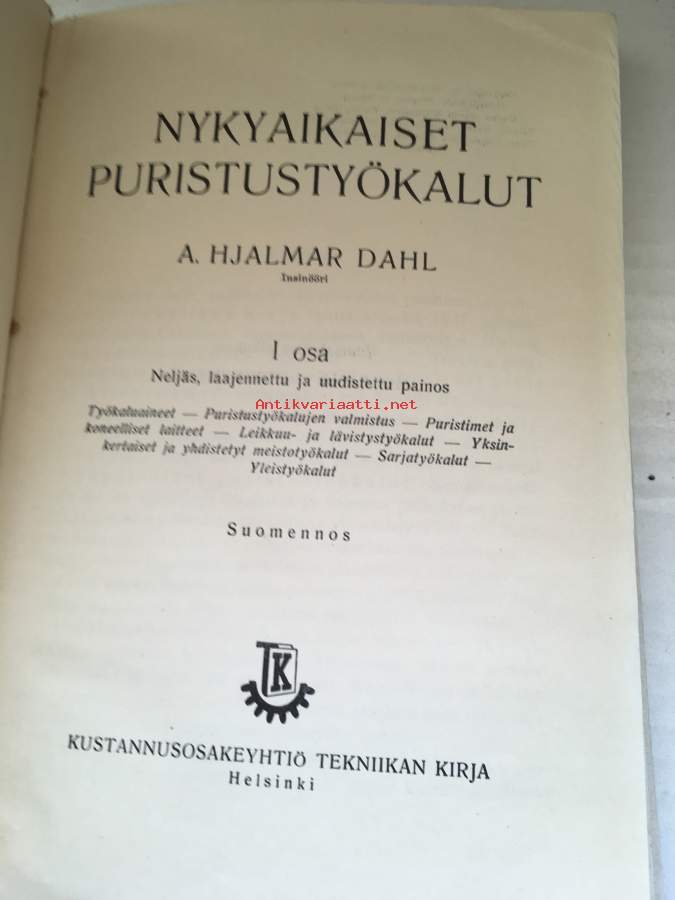 NYKYAIKAISET
PURISTUSTYÖKALUT
A. HJALMAR DAHL
Insinööri
I osa
Neljäs, laajennettu ja uudistettu painos
Antikvariaatti.net
Työkaluaineet — Puristustyökalujen valmistus — Puristimet ja
koneelliset laitteet — Leikkuu- ja lävistystyökalut — Yksin-
kertaiset ja yhdistetyt meistotyökalut — Sarjatyökalut —
Yleistyökalut
Suomennos
TK
KUSTANNUSOSAKEYHTIÖ TEKNIIKAN KIRJA
Helsinki